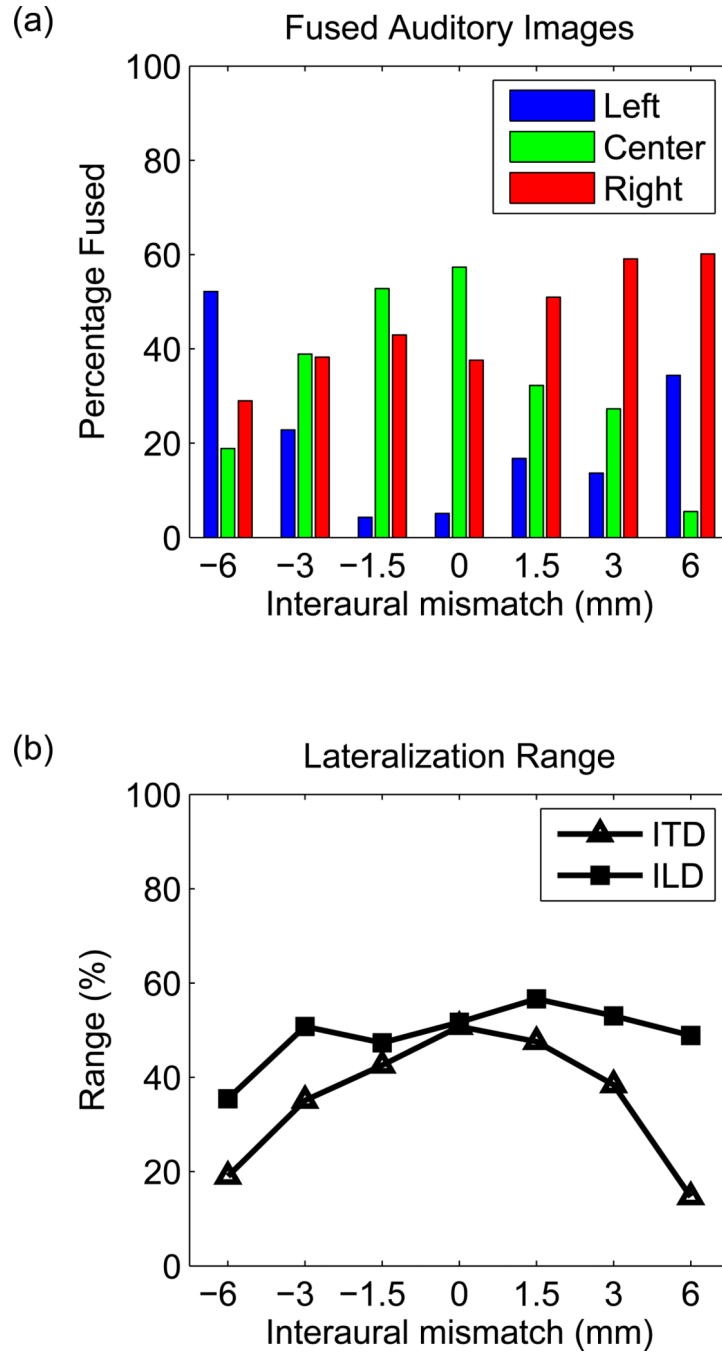 (a)
Fused Auditory Images
100
80
60
40
20
0
Percentage Fused
Left
Center
Right
−6 −3 −1.5 0 1.5 3 6
Interaural mismatch (mm)
(b)
Lateralization Range
100
80
60
40
20
0
Range (%)
ITD
ILD
−6 −3 −1.5 0 1.5 3 6
Interaural mismatch (mm)